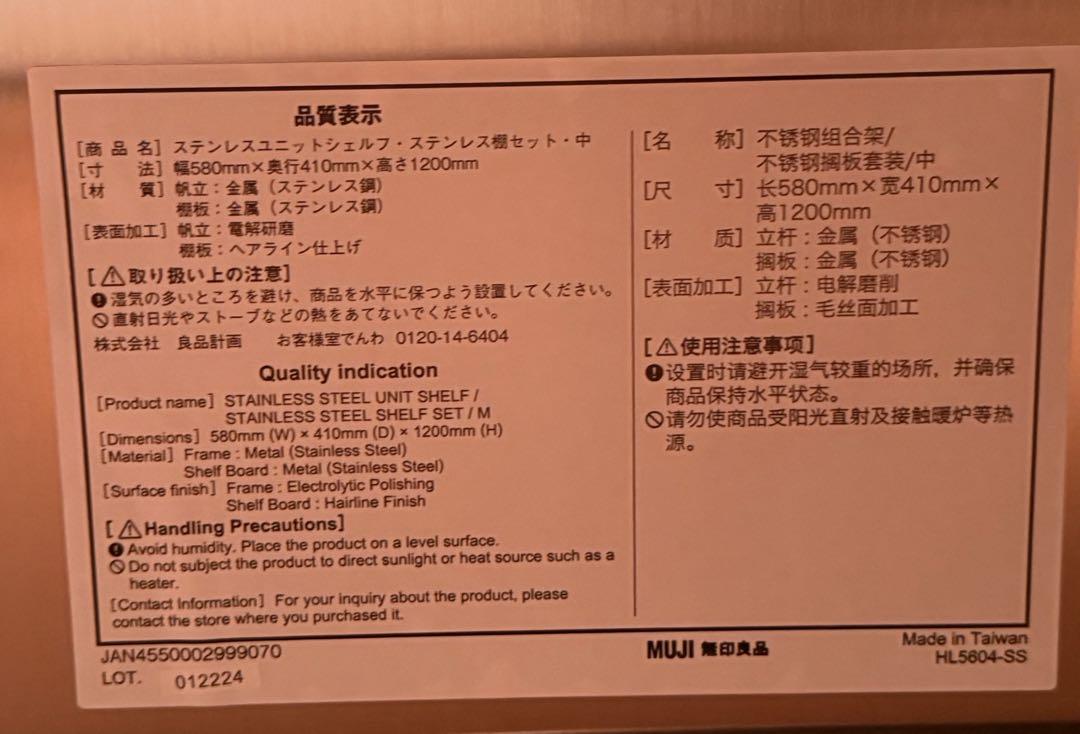 品質表示
[商品名] ステンレスユニットシェルフ・ステンレス棚セット・中
[寸 法] 幅580mm×奥行410mm×高さ1200mm
[材 質] 帆立:金属(ステンレス鋼)
棚板:金属(ステンレス鋼)
[表面加工] 帆立:電解研磨
棚板:ヘアライン仕上げ
[⚠取り扱い上の注意]
湿気の多いところを避け、商品を水平に保つよう設置してください。
直射日光やストーブなどの熱をあてないでください。
株式会社 良品計画 お客様室でんわ 0120-14-6404
Quality indication
[Product name] STAINLESS STEEL UNIT SHELF /
STAINLESS STEEL SHELF SET / M
[Dimensions] 580mm (W) × 410mm (D) × 1200mm (H)
[Material] Frame : Metal (Stainless Steel)
Shelf Board : Metal (Stainless Steel)
[Surface finish] Frame : Electrolytic Polishing
Shelf Board : Hairline Finish
[⚠Handling Precautions]
Avoid humidity. Place the product on a level surface.
Do not subject the product to direct sunlight or heat source such as a
heater.
[Contact Information] For your inquiry about the product, please
contact the store where you purchased it.
[名 称] 不锈钢组合架/
不锈钢搁板套装/中
[尺 寸] 长580mm×宽410mm×
高1200mm
[材 质] 立杆:金属(不锈钢)
搁板:金属(不锈钢)
[表面加工] 立杆:电解磨削
搁板:毛丝面加工
[⚠使用注意事项]
设置时请避开湿气较重的场所,并确保
商品保持水平状态。
请勿使商品受阳光直射及接触暖炉等热
源。
JAN4550002999070
LOT. 012224
MUJI 無印良品
Made in Taiwan
HL5604-SS